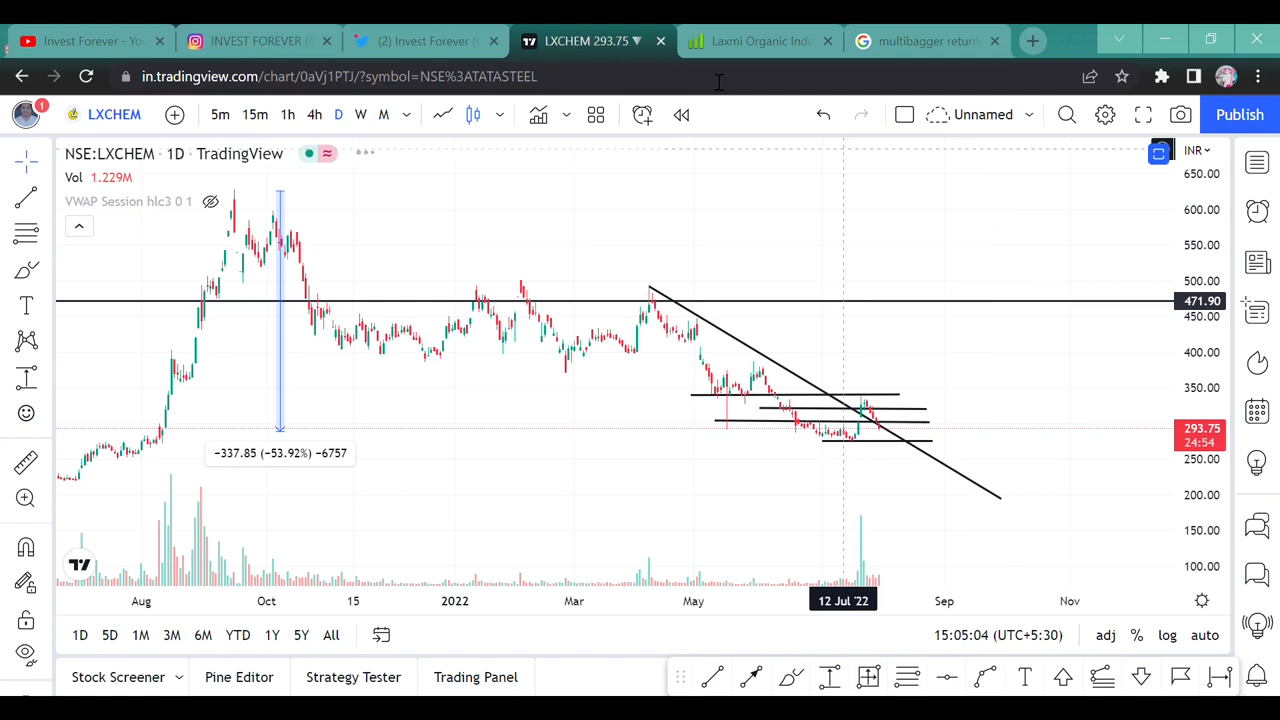 Invest Forever - Yo
INVEST FOREVER (
(2) Invest Forever (
LXCHEM 293.75 ▼
Laxmi Organic Indu
multibagger return
in.tradingview.com/chart/0aVj1PTJ/?symbol=NSE%3ATATASTEEL
1
LXCHEM
5m 15m 1h 4h D W M
Unnamed
Publish
NSE:LXCHEM · 1D · TradingView
INR
Vol 1.229M
VWAP Session hlc3 0 1
650.00
600.00
550.00
500.00
471.90
450.00
400.00
350.00
293.75
24:54
250.00
200.00
150.00
100.00
−337.85 (−53.92%) −6757
Aug Oct 15 2022 Mar May 12 Jul '22 Sep Nov
1D 5D 1M 3M 6M YTD 1Y 5Y All
15:05:04 (UTC+5:30) adj % log auto
Stock Screener Pine Editor Strategy Tester Trading Panel